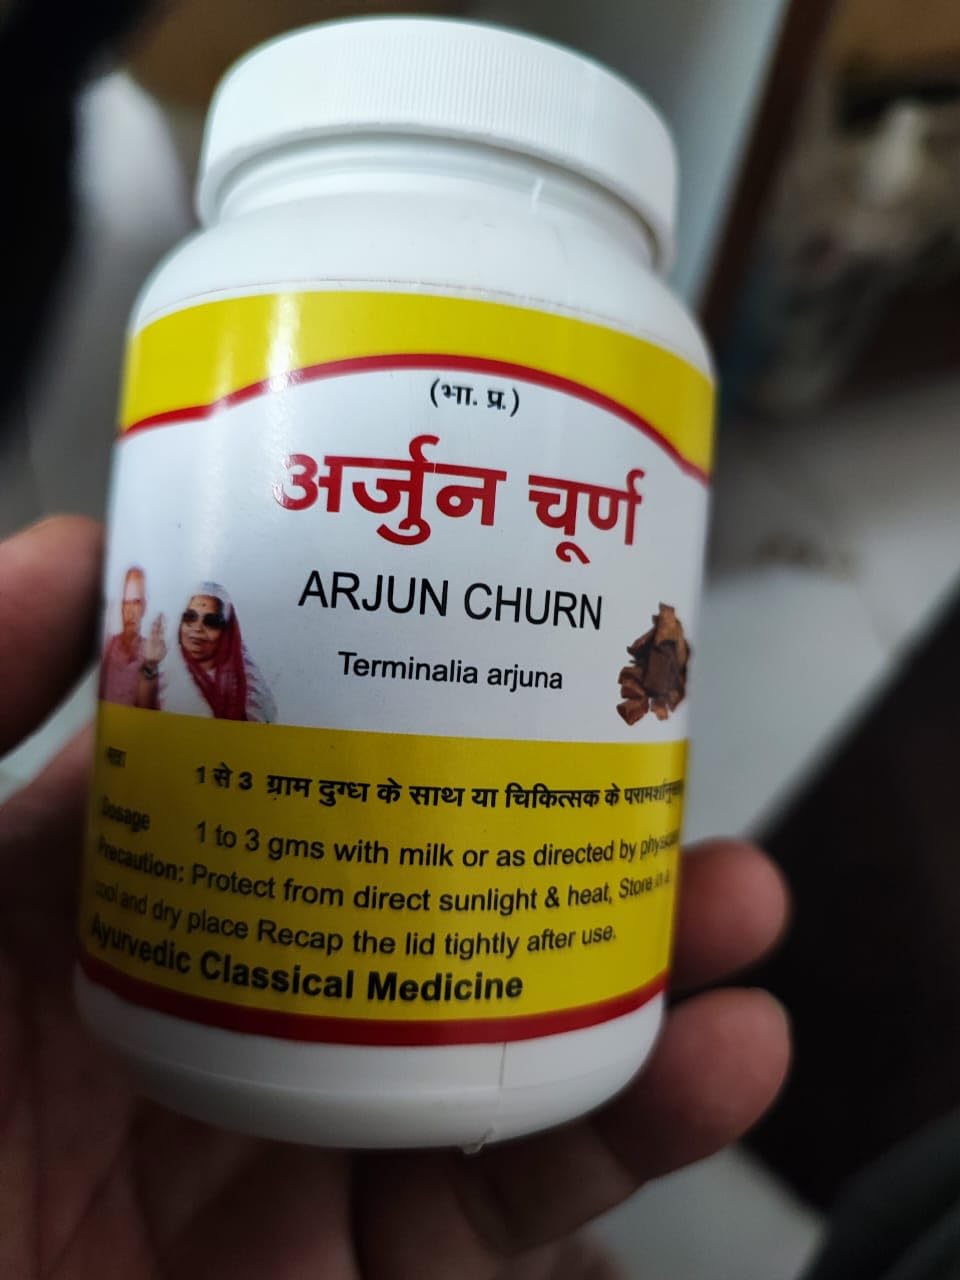 (भा. प्र.)
अर्जुन चूर्ण
ARJUN CHURN
Terminalia arjuna
1 से 3 ग्राम दुग्ध के साथ या चिकित्सक के
Dosage 1 to 3 gms with milk or as directed by
Precaution: Protect from direct sunlight & heat, Store in a
cool and dry place Recap the lid tightly after use.
Ayurvedic Classical Medicine